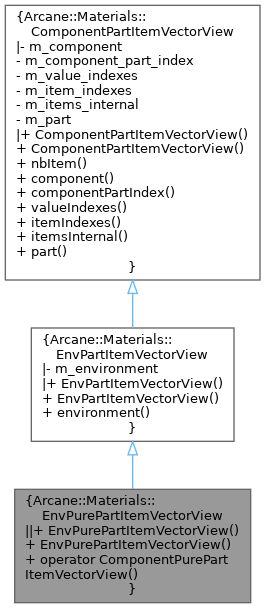 {Arcane::Materials::
ComponentPartItemVectorView
|- m_component
- m_component_part_index
- m_value_indexes
- m_item_indexes
- m_items_internal
- m_part
|+ ComponentPartItemVectorView()
+ ComponentPartItemVectorView()
+ nbItem()
+ component()
+ componentPartIndex()
+ valueIndexes()
+ itemIndexes()
+ itemsInternal()
+ part()
}
{Arcane::Materials::
EnvPartItemVectorView
|- m_environment
|+ EnvPartItemVectorView()
+ EnvPartItemVectorView()
+ environment()
}
{Arcane::Materials::
EnvPurePartItemVectorView
||+ EnvPurePartItemVectorView()
+ EnvPurePartItemVectorView()
+ operator ComponentPurePart
ItemVectorView()
}